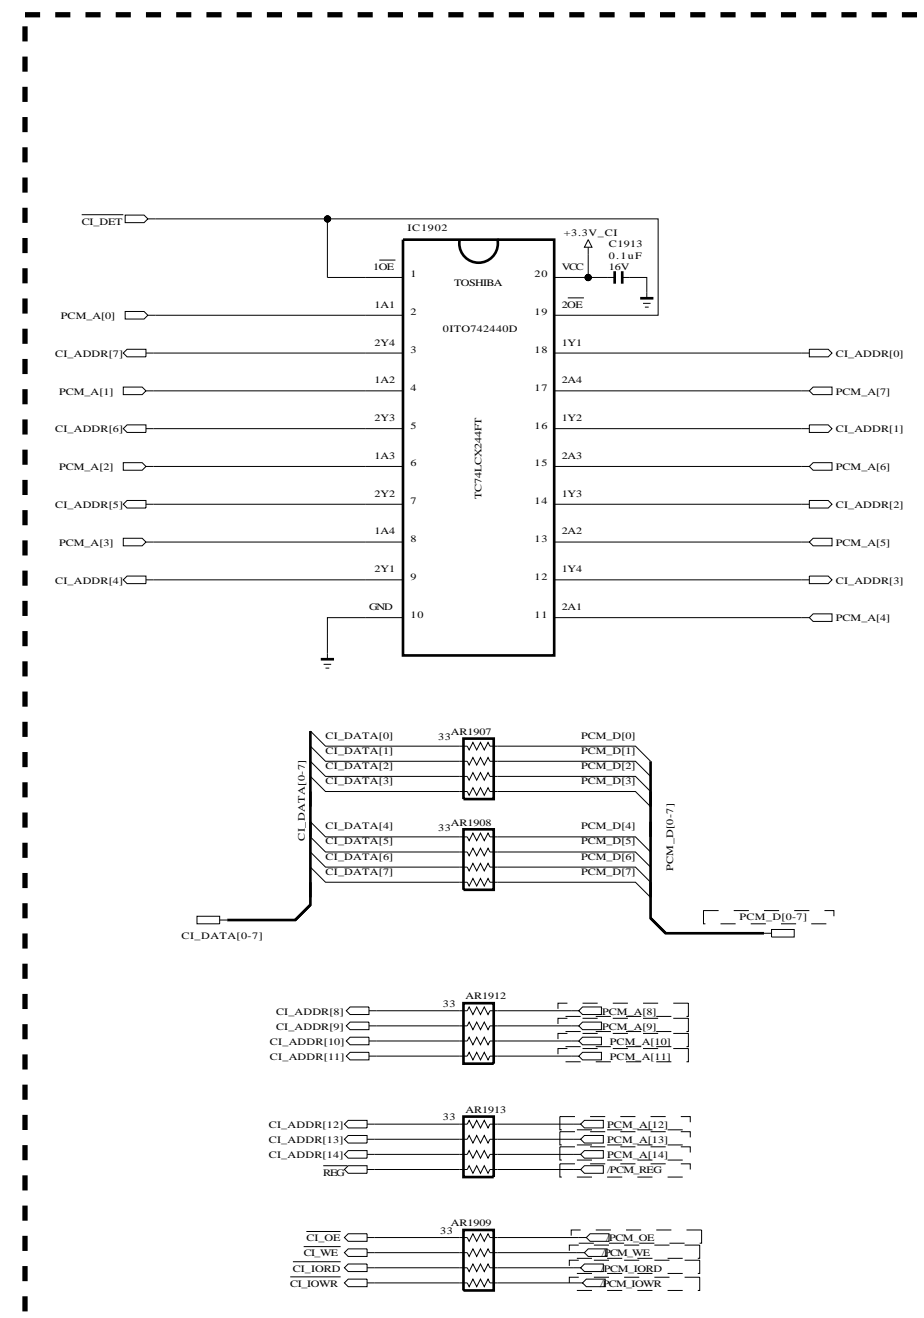 CI_DET
IC1902
+3.3V_CI
C1913
0.1uF
16V
1OE 1 TOSHIBA 20 VCC
PCM_A[0] 1A1 2 19 2OE
0ITO742440D
CI_ADDR[7] 2Y4 3 18 1Y1 CI_ADDR[0]
PCM_A[1] 1A2 4 17 2A4 PCM_A[7]
CI_ADDR[6] 2Y3 5 16 1Y2 CI_ADDR[1]
TC74LCX244FT
PCM_A[2] 1A3 6 15 2A3 PCM_A[6]
CI_ADDR[5] 2Y2 7 14 1Y3 CI_ADDR[2]
PCM_A[3] 1A4 8 13 2A2 PCM_A[5]
CI_ADDR[4] 2Y1 9 12 1Y4 CI_ADDR[3]
GND 10 11 2A1 PCM_A[4]
33 AR1907
CI_DATA[0] PCM_D[0]
CI_DATA[1] PCM_D[1]
CI_DATA[2] PCM_D[2]
CI_DATA[3] PCM_D[3]
CI_DATA[0-7]
PCM_D[0-7]
33 AR1908
CI_DATA[4] PCM_D[4]
CI_DATA[5] PCM_D[5]
CI_DATA[6] PCM_D[6]
CI_DATA[7] PCM_D[7]
PCM_D[0-7]
CI_DATA[0-7]
33 AR1912
CI_ADDR[8] PCM_A[8]
CI_ADDR[9] PCM_A[9]
CI_ADDR[10] PCM_A[10]
CI_ADDR[11] PCM_A[11]
33 AR1913
CI_ADDR[12] PCM_A[12]
CI_ADDR[13] PCM_A[13]
CI_ADDR[14] PCM_A[14]
REG /PCM_REG
33 AR1909
CI_OE /PCM_OE
CI_WE /PCM_WE
CI_IORD /PCM_IORD
CI_IOWR /PCM_IOWR